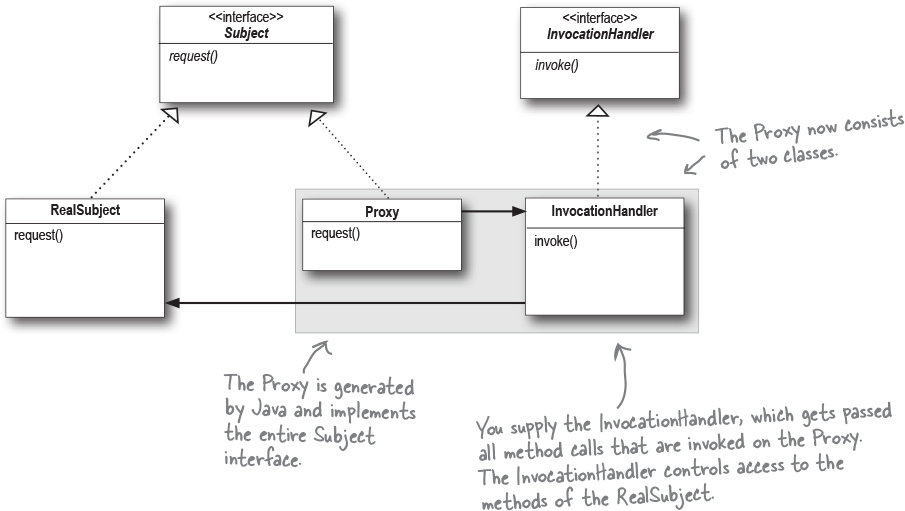 <<interface>>
Subject
request()
<<interface>>
InvocationHandler
invoke()
The Proxy now consists
of two classes.
RealSubject
request()
Proxy
request()
InvocationHandler
invoke()
The Proxy is generated
by Java and implements
the entire Subject
interface.
You supply the InvocationHandler, which gets passed
all method calls that are invoked on the Proxy.
The InvocationHandler controls access to the
methods of the RealSubject.